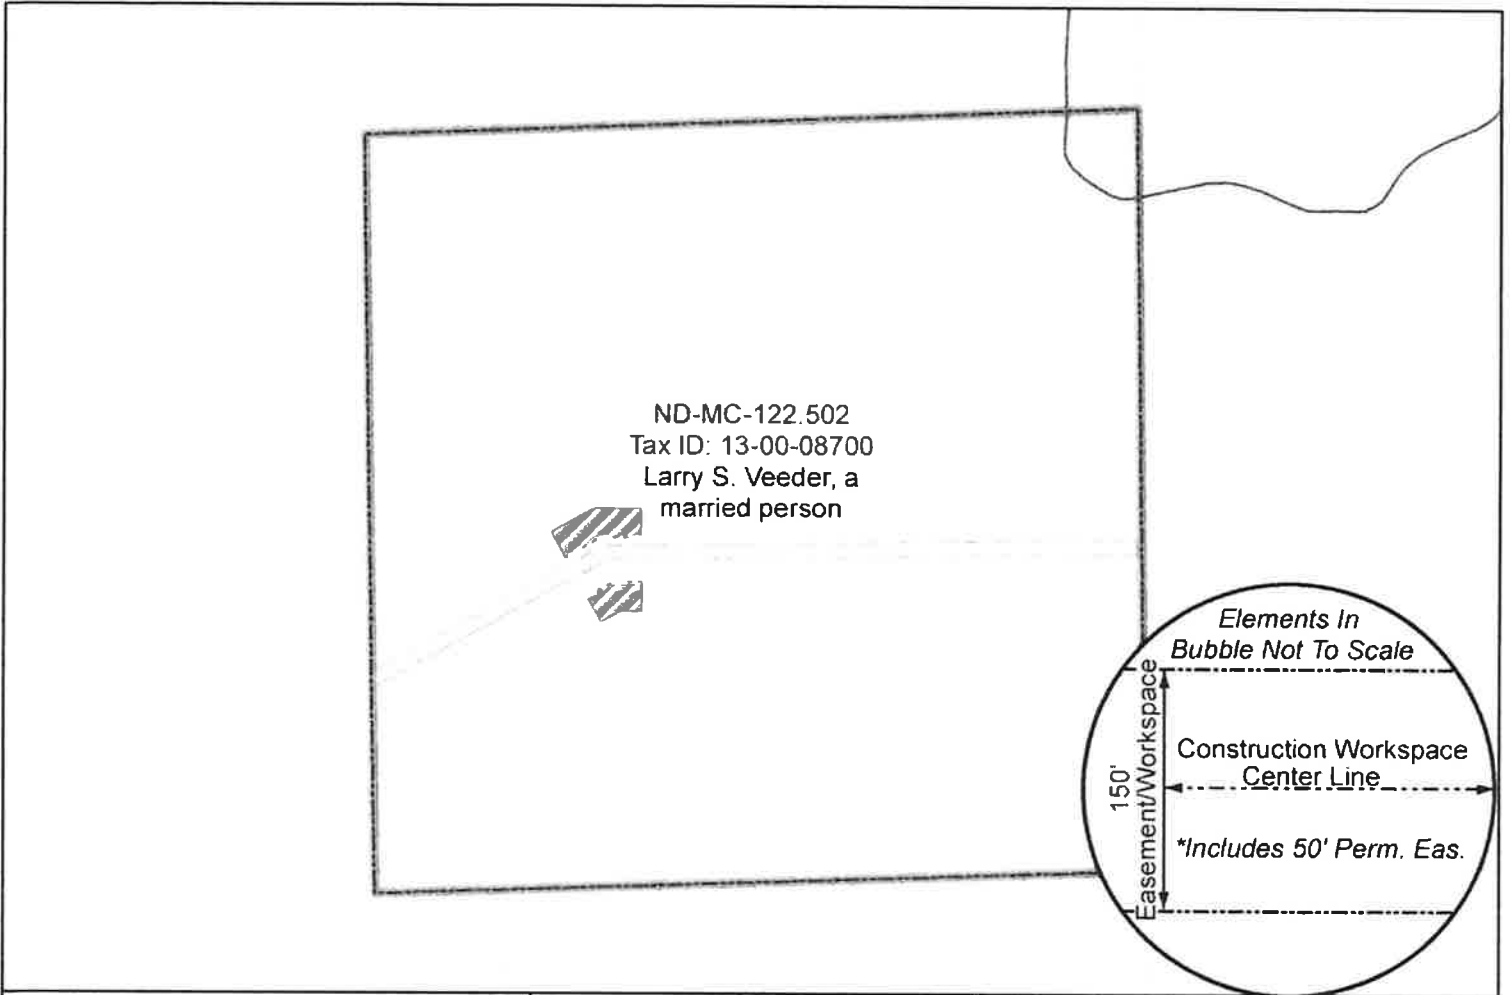 ND-MC-122.502
Tax ID: 13-00-08700
Larry S. Veeder, a
married person
Elements In
Bubble Not To Scale
150'
Easement/Workspace
Construction Workspace
Center Line
*Includes 50' Perm. Eas.